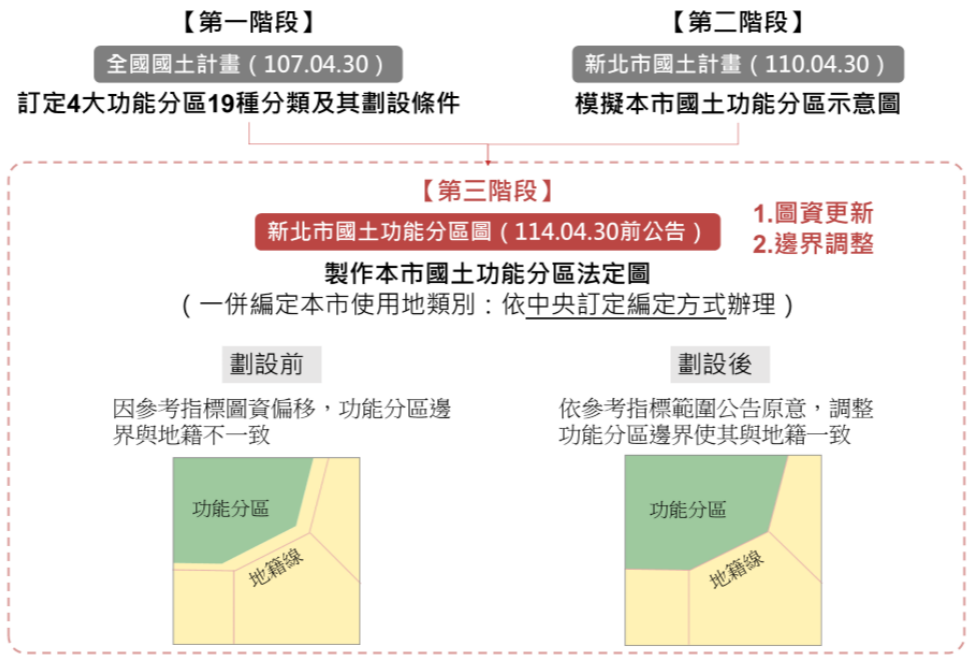 【第一階段】
全國國土計畫（107.04.30）
訂定4大功能分區19種分類及其劃設條件
【第二階段】
新北市國土計畫（110.04.30）
模擬本市國土功能分區示意圖
【第三階段】
新北市國土功能分區圖（114.04.30前公告）
1.圖資更新
2.邊界調整
製作本市國土功能分區法定圖
（一併編定本市使用地類別：依中央訂定編定方式辦理）
劃設前
因參考指標圖資偏移，功能分區邊
界與地籍不一致
功能分區
地籍線
劃設後
依參考指標範圍公告原意，調整
功能分區邊界使其與地籍一致
功能分區
地籍線